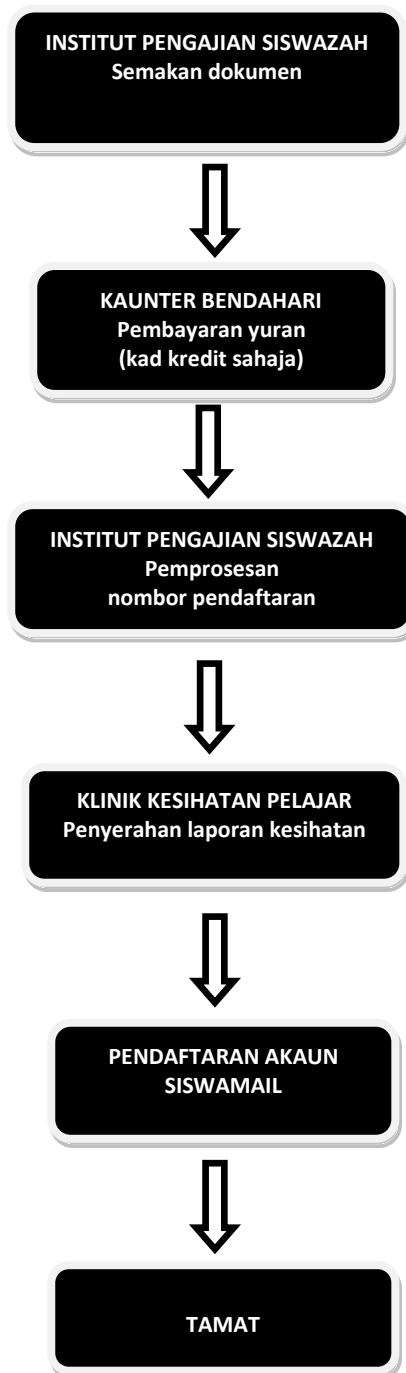 INSTITUT PENGAJIAN SISWAZAH
Semakan dokumen
KAUNTER BENDAHARI
Pembayaran yuran
(kad kredit sahaja)
INSTITUT PENGAJIAN SISWAZAH
Pemprosesan
nombor pendaftaran
KLINIK KESIHATAN PELAJAR
Penyerahan laporan kesihatan
PENDAFTARAN AKAUN
SISWAMAIL
TAMAT